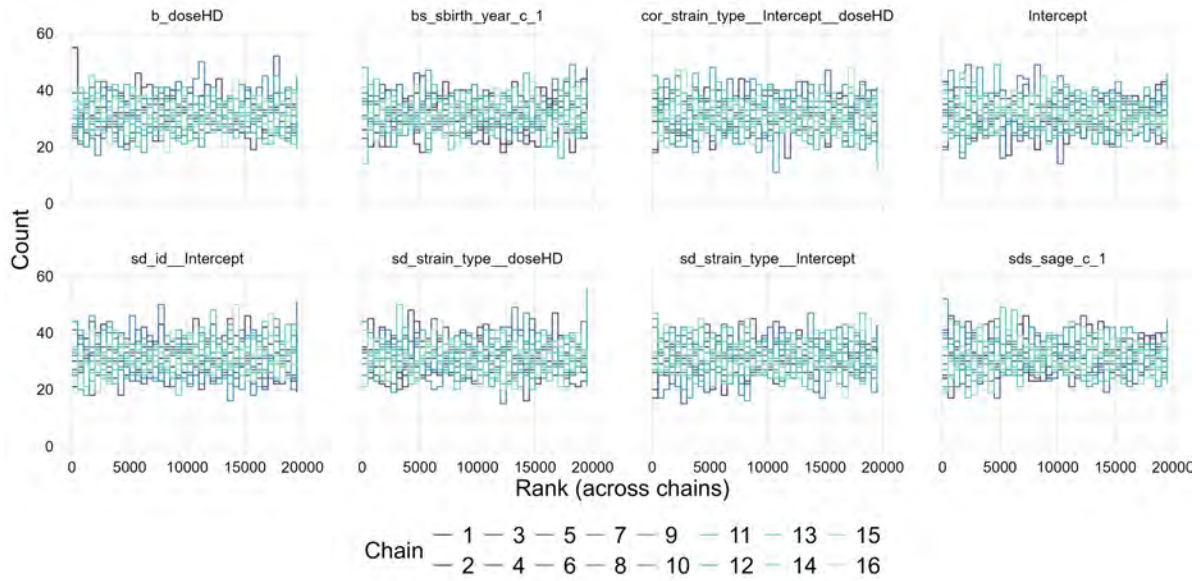 b_doseHD bs_sbirth_year_c_1 cor_strain_type__Intercept__doseHD Intercept
60
40
20
0
Count
sd_id__Intercept sd_strain_type__doseHD sd_strain_type__Intercept sds_sage_c_1
60
40
20
0
0 5000 10000 15000 20000 0 5000 10000 15000 20000 0 5000 10000 15000 20000 0 5000 10000 15000 20000
Rank (across chains)
Chain
1 3 5 7 9 11 13 15
2 4 6 8 10 12 14 16